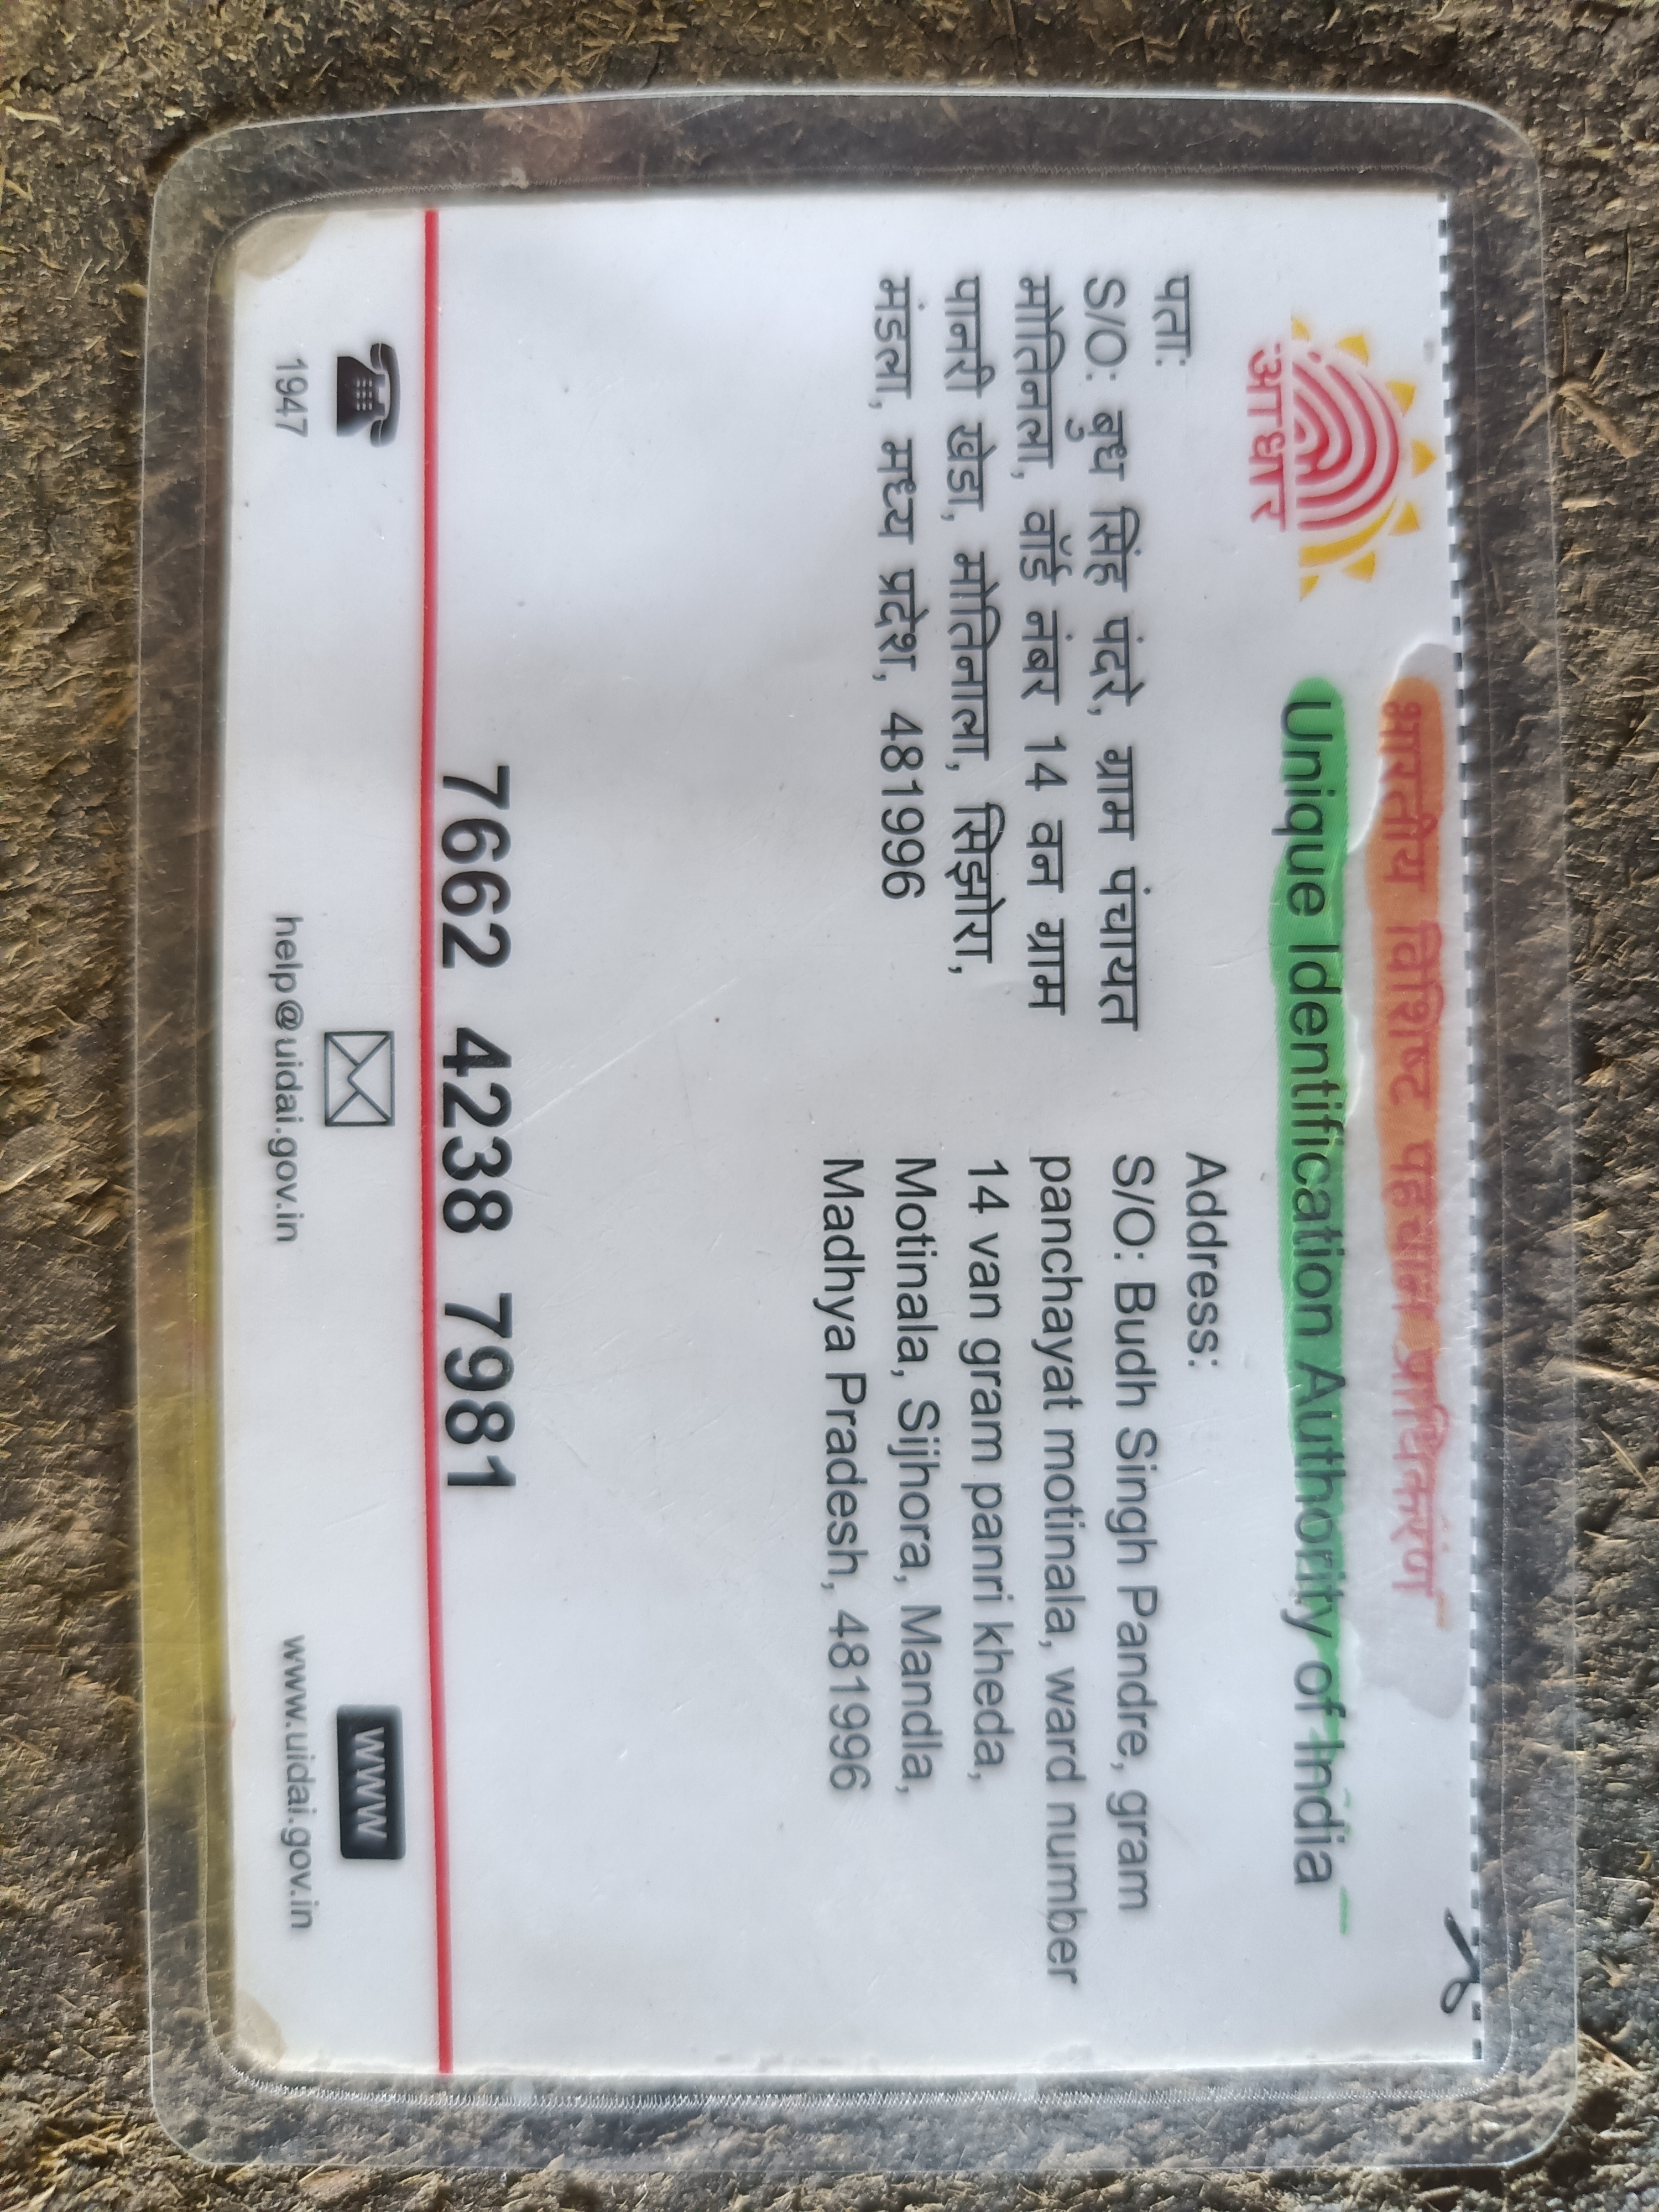 आधार
भारतीय विशिष्ट पहचान प्राधिकरण
Unique Identification Authority of India
पता:
S/O: बुध सिंह पंदरे, ग्राम पंचायत
मोतिनला, वॉर्ड नंबर 14 वन ग्राम
पानरी खेडा, मोतिनाला, सिझोरा,
मंडला, मध्य प्रदेश, 481996
Address:
S/O: Budh Singh Pandre, gram
panchayat motinala, ward number
14 van gram panri kheda,
Motinala, Sijhora, Mandla,
Madhya Pradesh, 481996
7662 4238 7981
1947
help@uidai.gov.in
www
www.uidai.gov.in